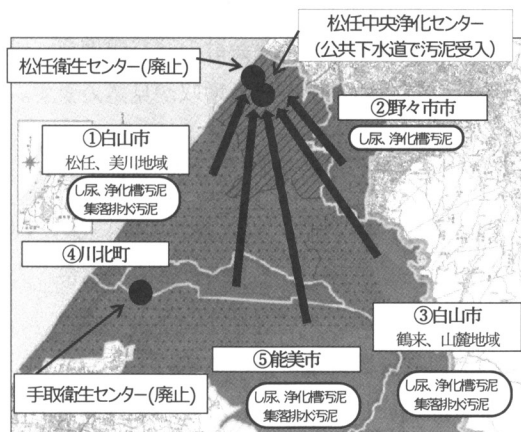 松任中央浄化センター
(公共下水道で汚泥受入)
松任衛生センター(廃止)
②野々市市
し尿、浄化槽汚泥
①白山市
松任、美川地域
し尿、浄化槽汚泥
集落排水汚泥
④川北町
③白山市
鶴来、山麓地域
し尿、浄化槽汚泥
集落排水汚泥
⑤能美市
し尿、浄化槽汚泥
集落排水汚泥
手取衛生センター(廃止)